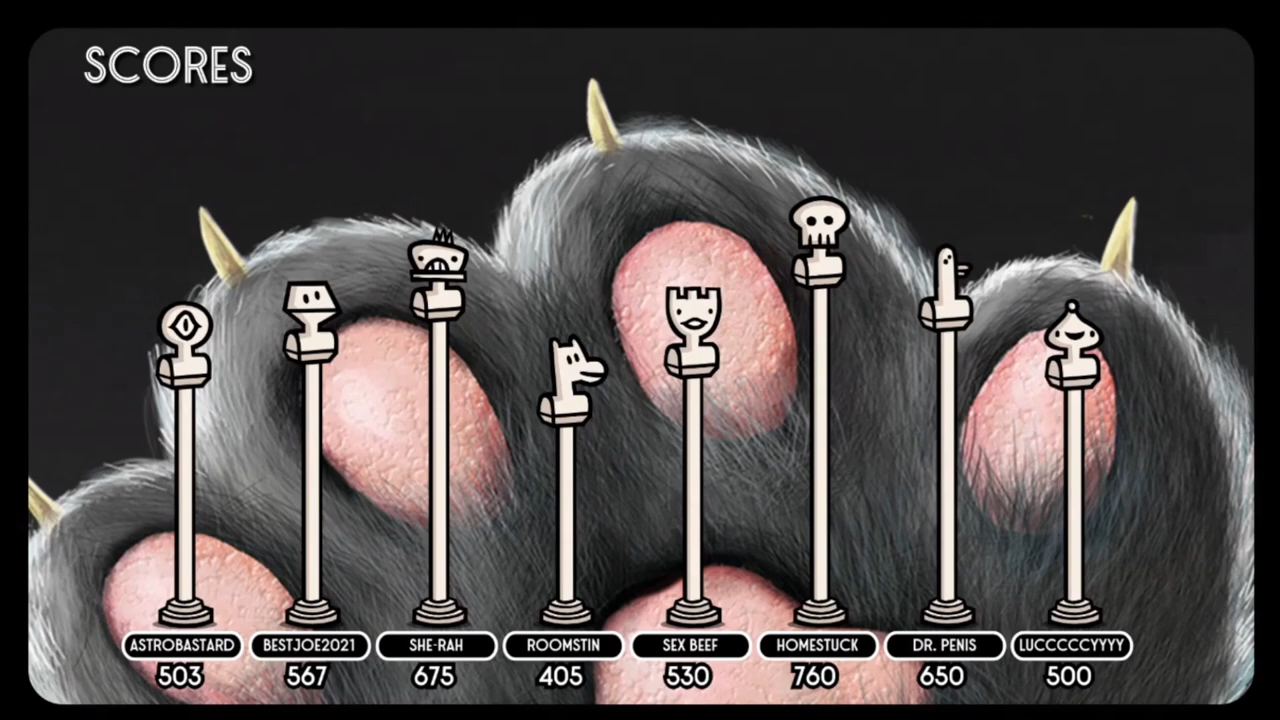 SCORES
ASTROBASTARD BESTJOE2021 SHE-RAH ROOMSTIN SEX BEEF HOMESTUCK DR. PENIS LUCCCCCYYYY
503 567 675 405 530 760 650 500